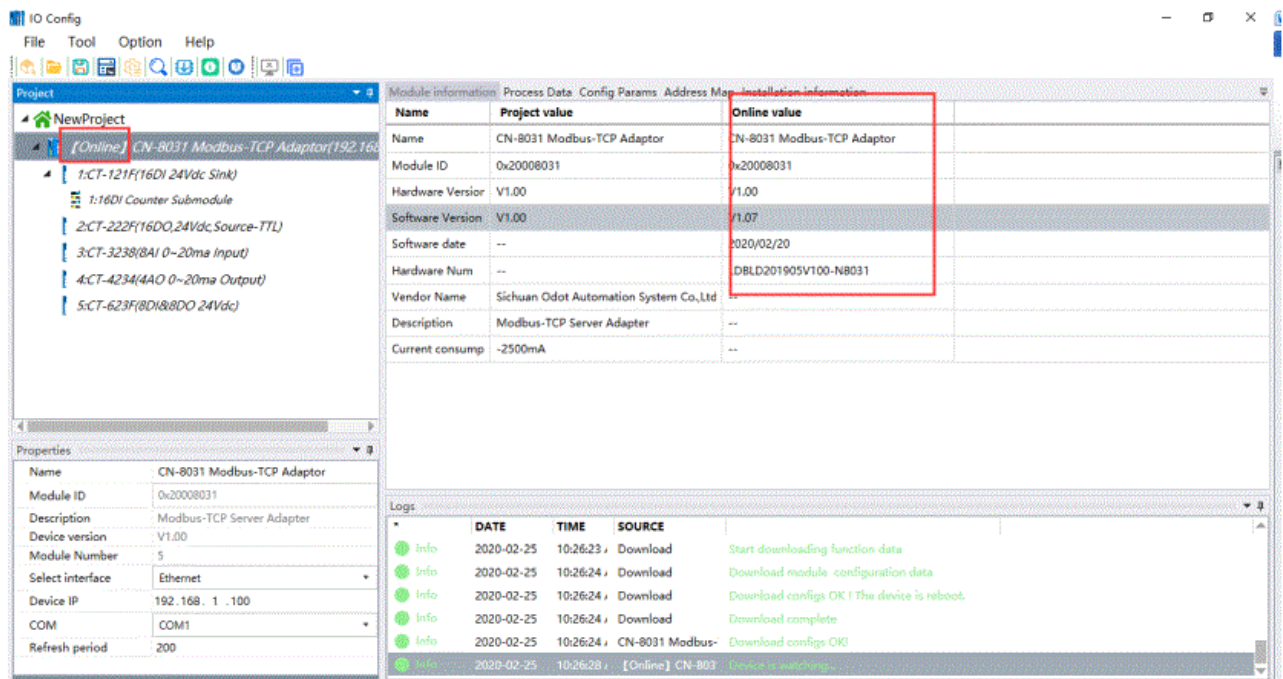 IO Config
File Tool Option Help
Project
NewProject
【Online】 CN-8031 Modbus-TCP Adaptor(192.168
1:CT-121F(16DI 24Vdc Sink)
1:16DI Counter Submodule
2:CT-222F(16DO,24Vdc,Source-TTL)
3:CT-3238(8AI 0~20ma Input)
4:CT-4234(4AO 0~20ma Output)
5:CT-623F(8DI&8DO 24Vdc)
Module information Process Data Config Params Address Map Installation information
Name Project value Online value
Name CN-8031 Modbus-TCP Adaptor CN-8031 Modbus-TCP Adaptor
Module ID 0x20008031 0x20008031
Hardware Versior V1.00 V1.00
Software Version V1.00 V1.07
Software date -- 2020/02/20
Hardware Num -- LDBLD201905V100-N8031
Vendor Name Sichuan Odot Automation System Co.,Ltd --
Description Modbus-TCP Server Adapter --
Current consump -2500mA --
Properties
Name CN-8031 Modbus-TCP Adaptor
Module ID 0x20008031
Description Modbus-TCP Server Adapter
Device version V1.00
Module Number 5
Select interface Ethernet
Device IP 192.168. 1 .100
COM COM1
Refresh period 200
Logs
* DATE TIME SOURCE
Info 2020-02-25 10:26:23 Download Start downloading function data
Info 2020-02-25 10:26:24 Download Download module configuration data
Info 2020-02-25 10:26:24 Download Download configs OK ! The device is reboot.
Info 2020-02-25 10:26:24 Download Download complete
Info 2020-02-25 10:26:24 CN-8031 Modbus- Download configs OK!
Info 2020-02-25 10:26:28 【Online】 CN-803 Device is watching...